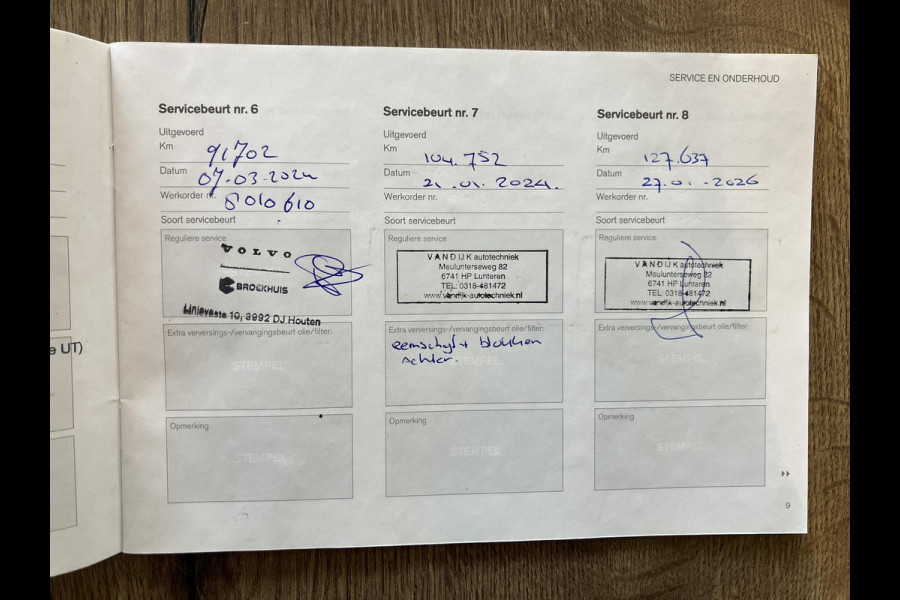 SERVICE EN ONDERHOUD
Servicebeurt nr. 6
Uitgevoerd
Km 91702
Datum 07-03-2024
Werkorder nr. 8010610
Soort servicebeurt
Reguliere service
VOLVO
BROEKHUIS
Liniewaste 10, 3992 DJ Houten
Extra verversings-/vervangingsbeurt olie/filter:
STEMPEL
Opmerking
STEMPEL
Servicebeurt nr. 7
Uitgevoerd
Km 104.752
Datum 21.01.2024.
Werkorder nr.
Soort servicebeurt
Reguliere service
VAN DIJK autotechniek
Meulunterseweg 82
6741 HP Lunteren
TEL: 0318-481472
www.vandijk-autotechniek.nl
Extra verversings-/vervangingsbeurt olie/filter:
remschijf + blokken
achter.
STEMPEL
Opmerking
STEMPEL
Servicebeurt nr. 8
Uitgevoerd
Km 127.637
Datum 27.01.-2026
Werkorder nr.
Soort servicebeurt
Reguliere service
VAN DIJK autotechniek
Meulunterseweg 82
6741 HP Lunteren
TEL: 0318-481472
www.vandijk-autotechniek.nl
Extra verversings-/vervangingsbeurt olie/filter:
STEMPEL
Opmerking
STEMPEL
9
e UT)